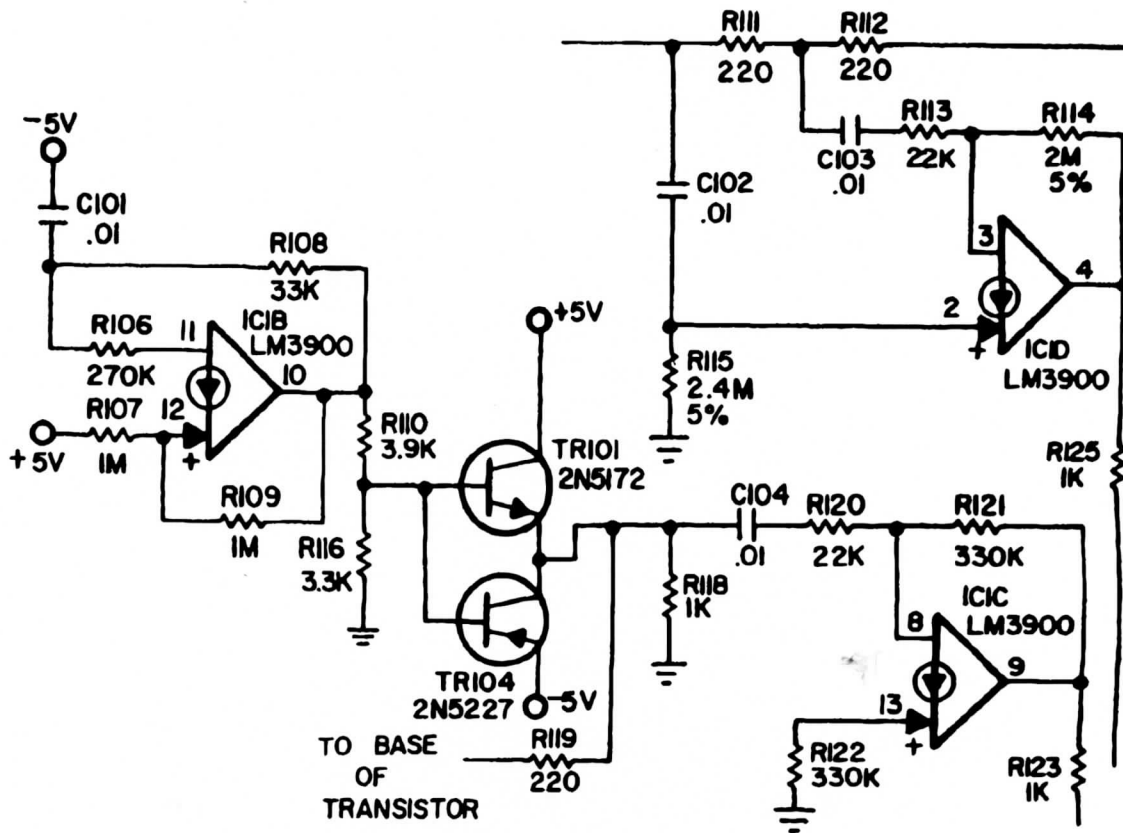 R111
220
R112
220
-5V
C101
.01
C102
.01
C103
.01
R113
22K
R114
2M
5%
R108
33K
R106
270K
11
IC1B
LM3900
10
R107
12
+5V
1M
+
R109
1M
R110
3.9K
R116
3.3K
+5V
TR101
2N5172
TR104
2N5227
-5V
3
2
4
+
IC1D
LM3900
R115
2.4M
5%
R125
1K
C104
.01
R120
22K
R121
330K
R118
1K
8
IC1C
LM3900
9
13
+
R122
330K
R123
1K
R119
220
TO BASE
OF
TRANSISTOR